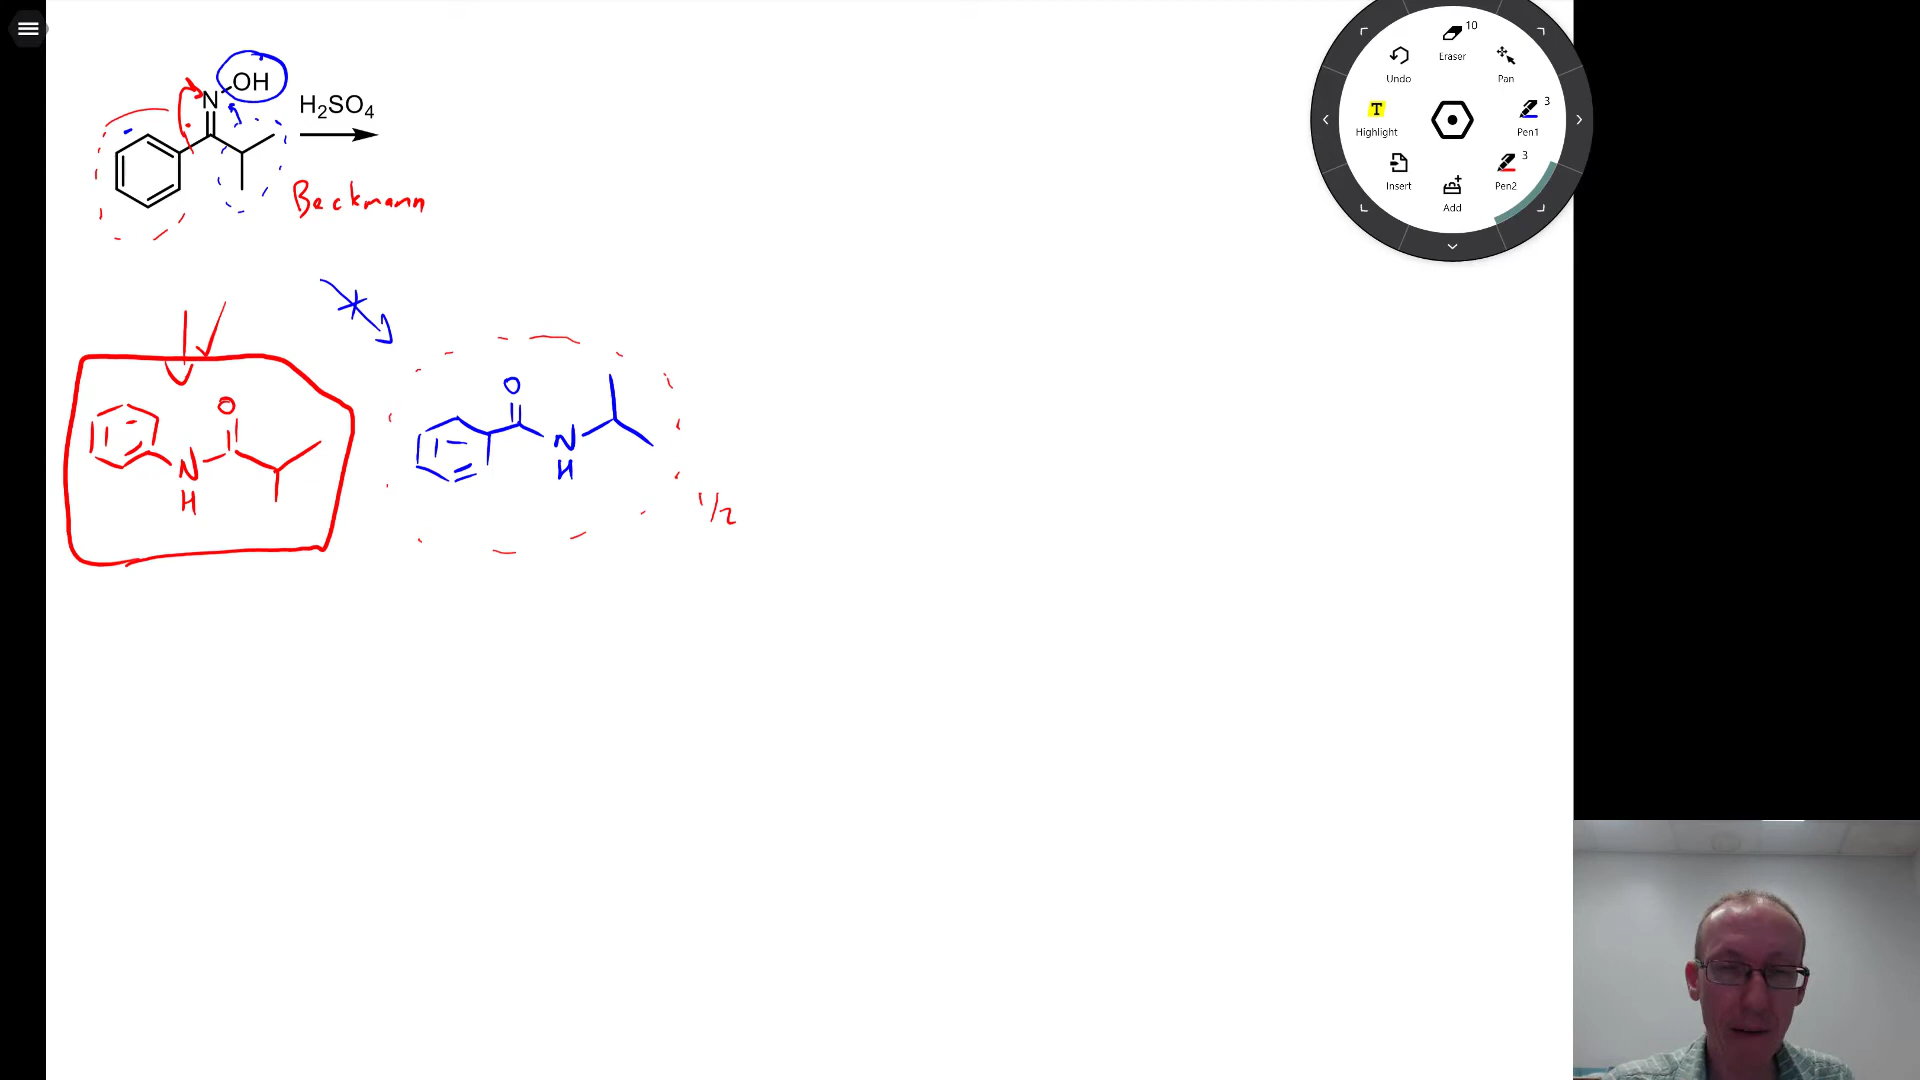 10
Eraser
Undo
Pan
T
3
Highlight
Pen1
3
Insert
Pen2
Add
OH
N
H2SO4
Beckmann
O
N
H
O
N
H
1/2